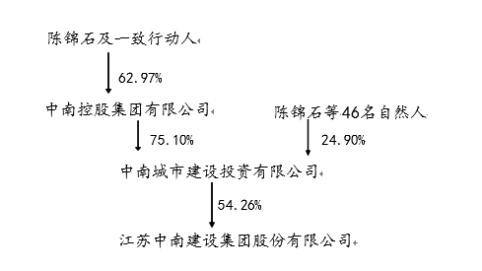 陈锦石及一致行动人
62.97%
中南控股集团有限公司 陈锦石等46名自然人
75.10% 24.90%
中南城市建设投资有限公司
54.26%
江苏中南建设集团股份有限公司